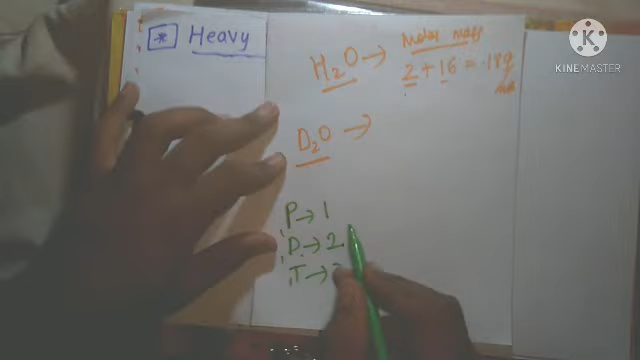 * Heavy
H₂O →
Molar mass
2 + 16 = 18g
D₂O →
P → 1
D → 2
T →
KINEMASTER